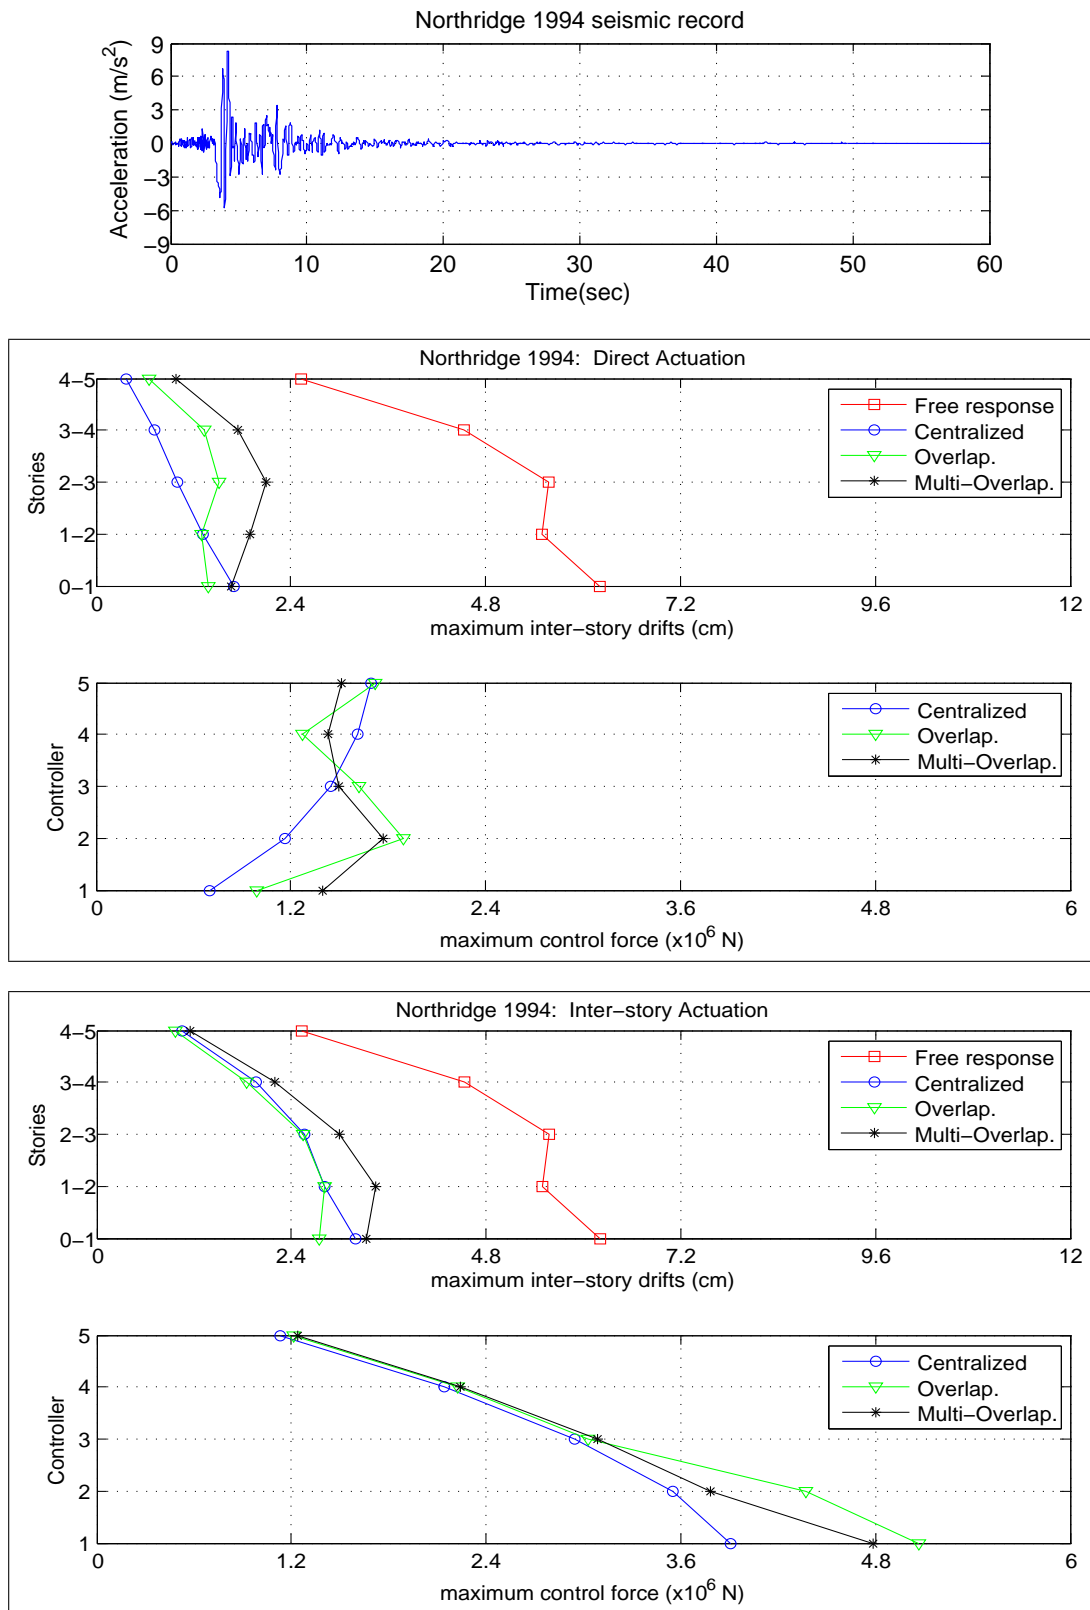 Northridge 1994 seismic record
Acceleration (m/s²)
9
6
3
0
−3
−6
−9
0 10 20 30 40 50 60
Time(sec)
Northridge 1994: Direct Actuation
Stories
4−5
3−4
2−3
1−2
0−1
Free response
Centralized
Overlap.
Multi−Overlap.
0 2.4 4.8 7.2 9.6 12
maximum inter−story drifts (cm)
Controller
5
4
3
2
1
Centralized
Overlap.
Multi−Overlap.
0 1.2 2.4 3.6 4.8 6
maximum control force (x10⁶ N)
Northridge 1994: Inter−story Actuation
Stories
4−5
3−4
2−3
1−2
0−1
Free response
Centralized
Overlap.
Multi−Overlap.
0 2.4 4.8 7.2 9.6 12
maximum inter−story drifts (cm)
Controller
5
4
3
2
1
Centralized
Overlap.
Multi−Overlap.
0 1.2 2.4 3.6 4.8 6
maximum control force (x10⁶ N)